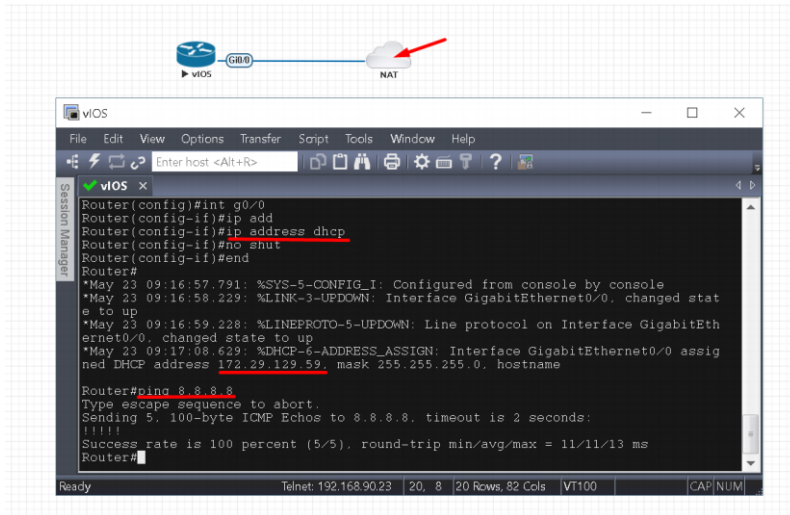 Gi0/0
vIOS
NAT
vIOS
File Edit View Options Transfer Script Tools Window Help
Enter host <Alt+R>
Session Manager
vIOS
Router(config)#int g0/0
Router(config-if)#ip add
Router(config-if)#ip address dhcp
Router(config-if)#no shut
Router(config-if)#end
Router#
*May 23 09:16:57.791: %SYS-5-CONFIG_I: Configured from console by console
*May 23 09:16:58.229: %LINK-3-UPDOWN: Interface GigabitEthernet0/0, changed stat
e to up
*May 23 09:16:59.228: %LINEPROTO-5-UPDOWN: Line protocol on Interface GigabitEth
ernet0/0, changed state to up
*May 23 09:17:08.629: %DHCP-6-ADDRESS_ASSIGN: Interface GigabitEthernet0/0 assig
ned DHCP address 172.29.129.59, mask 255.255.255.0, hostname
Router#ping 8.8.8.8
Type escape sequence to abort.
Sending 5, 100-byte ICMP Echos to 8.8.8.8, timeout is 2 seconds:
!!!!!
Success rate is 100 percent (5/5), round-trip min/avg/max = 11/11/13 ms
Router#
Ready Telnet: 192.168.90.23 20, 8 20 Rows, 82 Cols VT100 CAP NUM